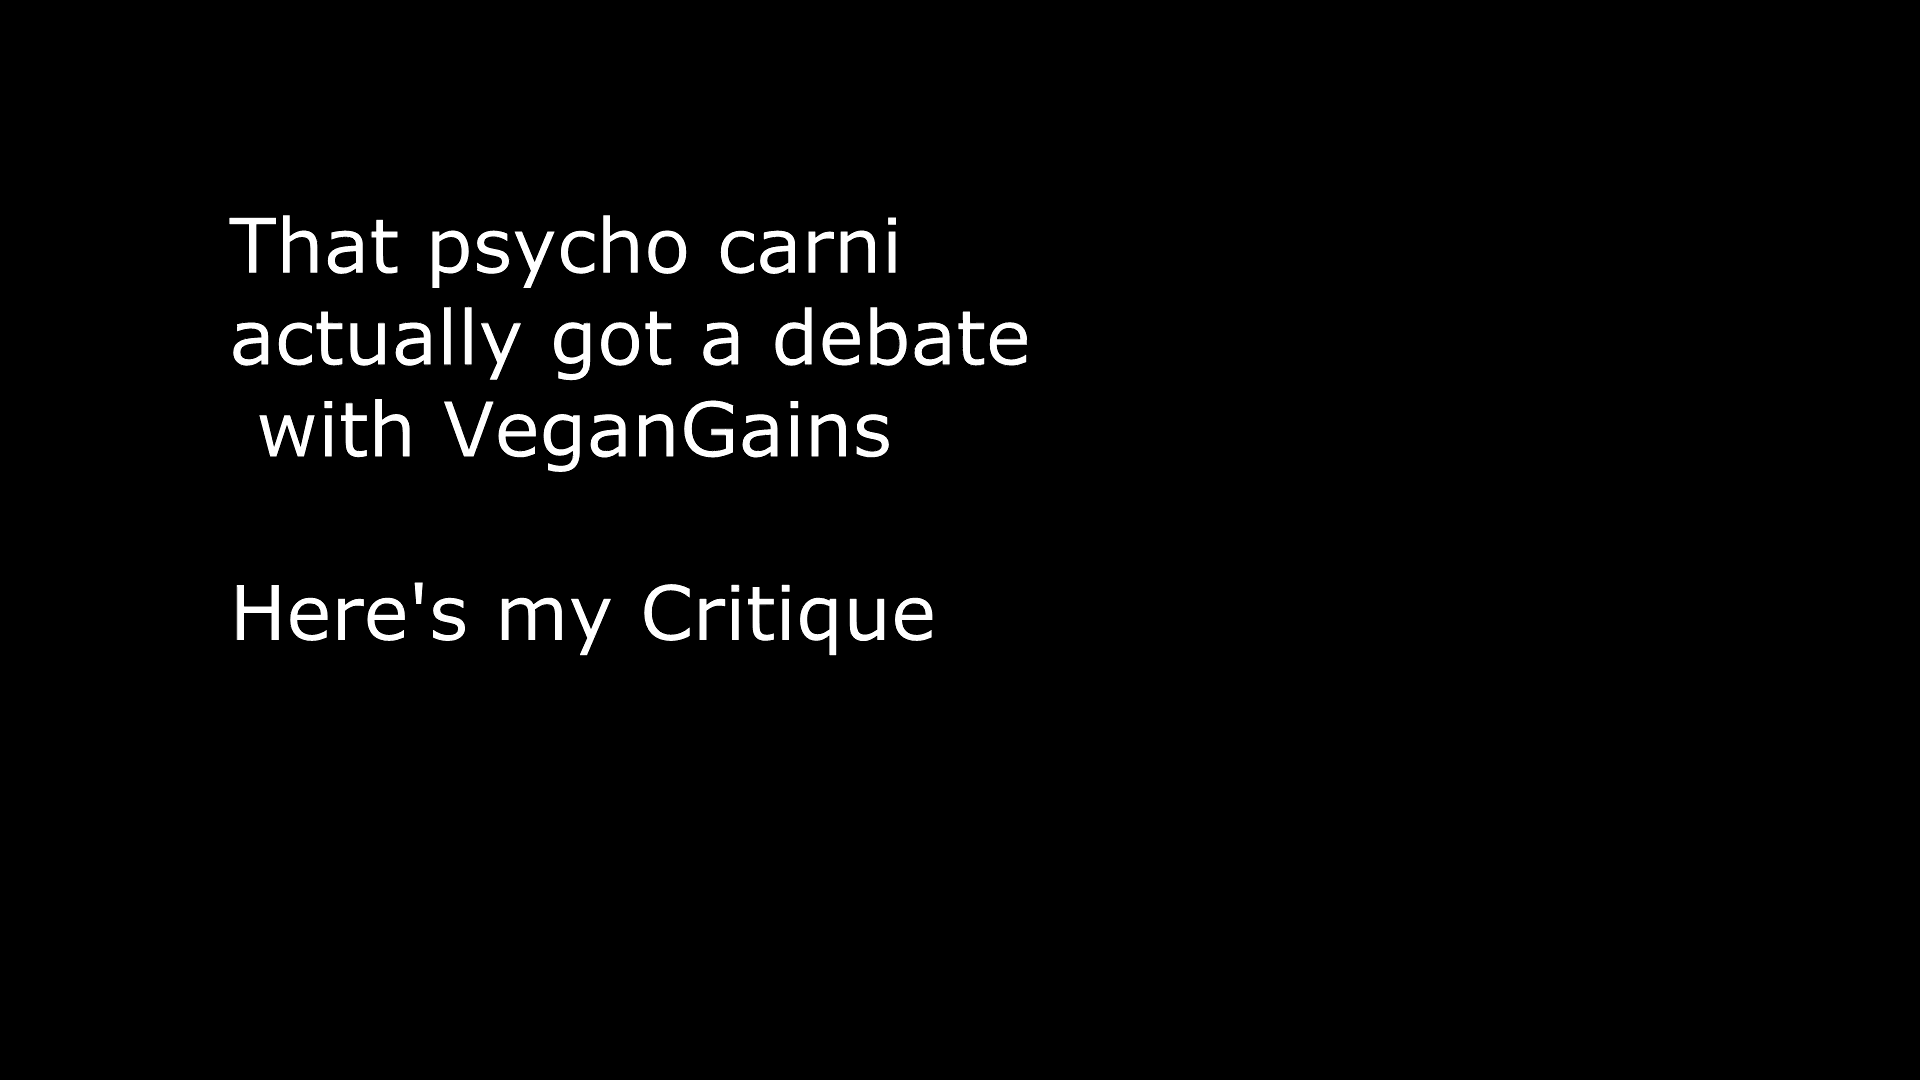 That psycho carni
actually got a debate
with VeganGains
Here's my Critique